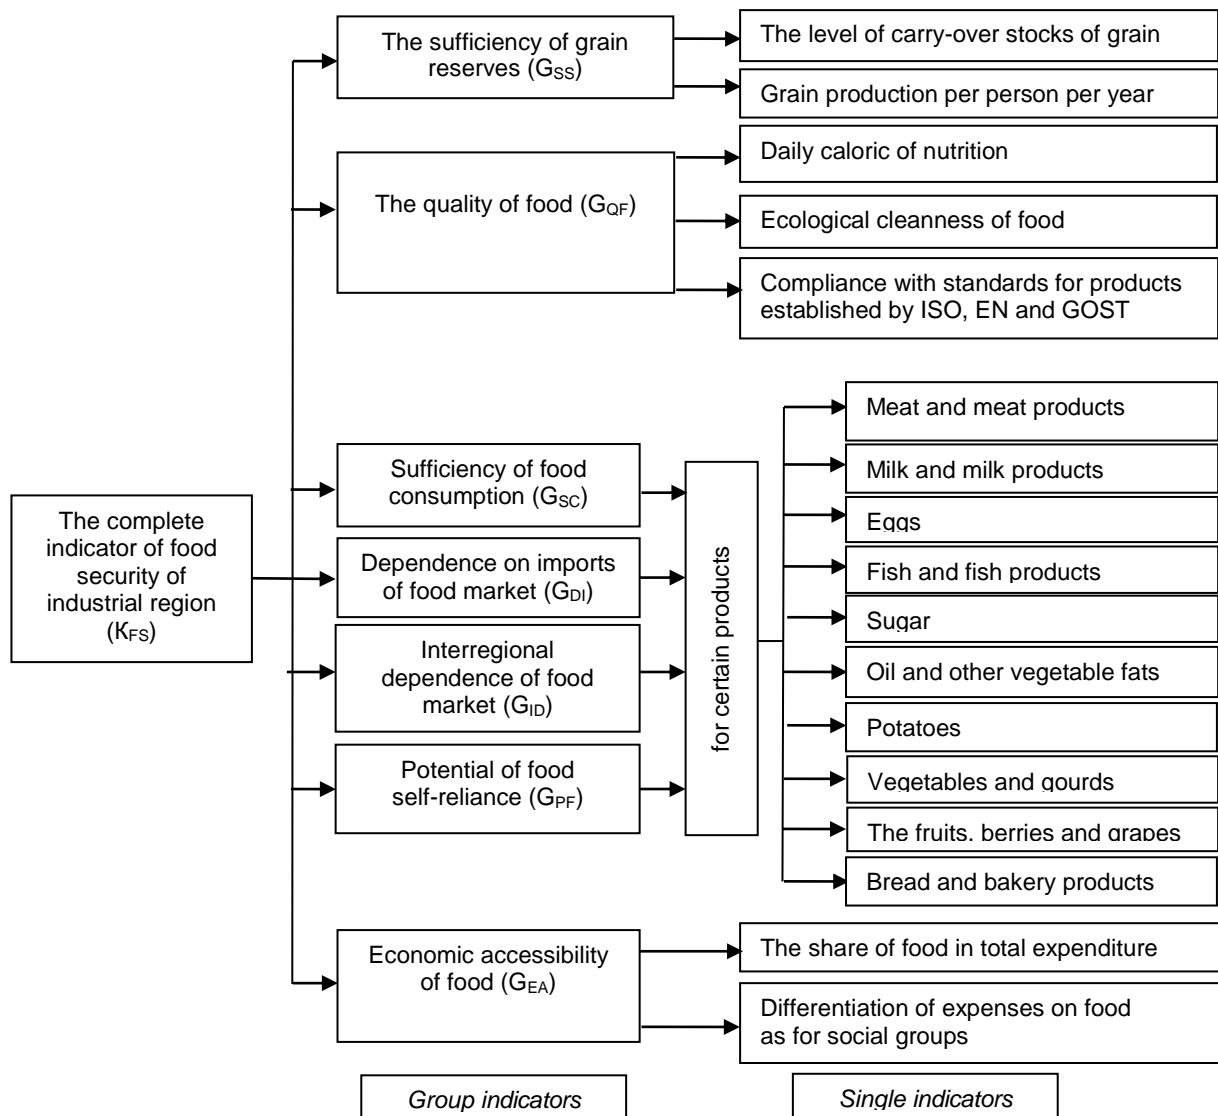 The sufficiency of grain
reserves (GSS)
The level of carry-over stocks of grain
Grain production per person per year
The quality of food (GQF)
Daily caloric of nutrition
Ecological cleanness of food
Compliance with standards for products
established by ISO, EN and GOST
The complete
indicator of food
security of
industrial region
(KFS)
Sufficiency of food
consumption (GSC)
Dependence on imports
of food market (GDI)
Interregional
dependence of food
market (GID)
Potential of food
self-reliance (GPF)
for certain products
Meat and meat products
Milk and milk products
Eggs
Fish and fish products
Sugar
Oil and other vegetable fats
Potatoes
Vegetables and gourds
The fruits, berries and grapes
Bread and bakery products
Economic accessibility
of food (GEA)
The share of food in total expenditure
Differentiation of expenses on food
as for social groups
Group indicators
Single indicators